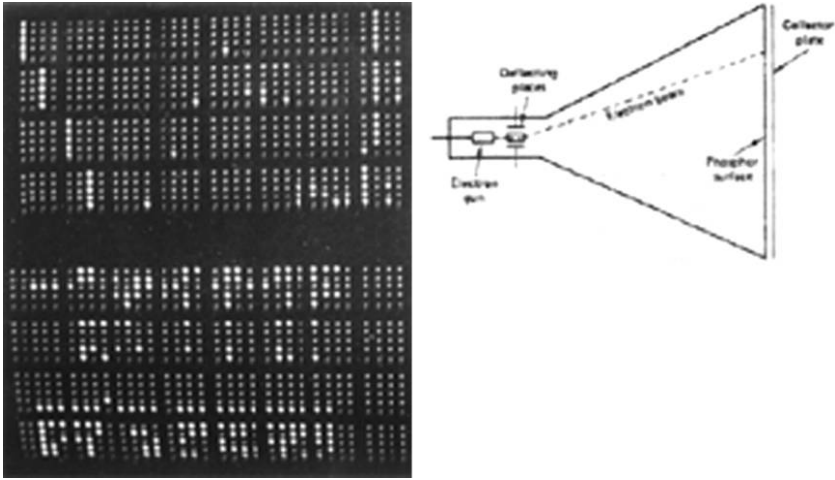 Collector
plate
Deflecting
plates
Electron beam
Phosphor
surface
Electron
gun